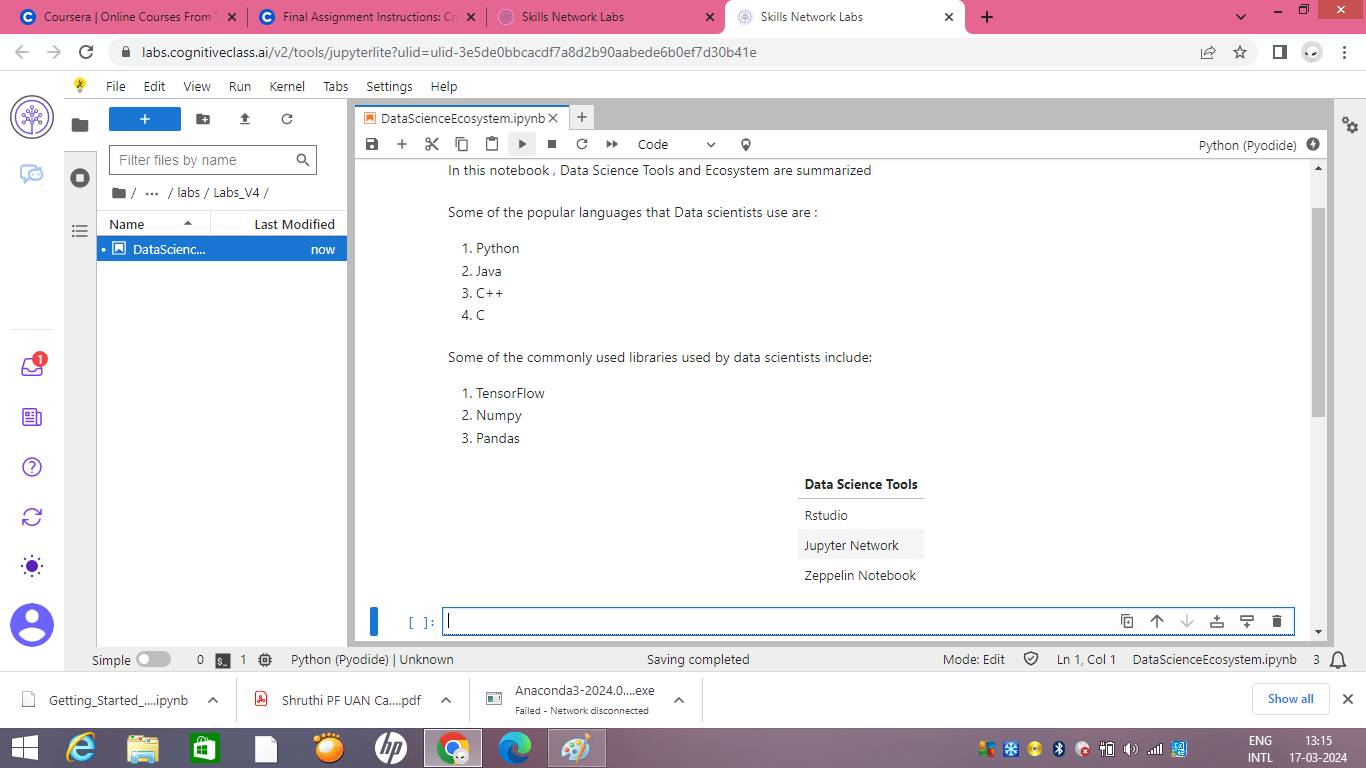 Coursera | Online Courses From T
Final Assignment Instructions: Cr
Skills Network Labs
Skills Network Labs
labs.cognitiveclass.ai/v2/tools/jupyterlite?ulid=ulid-3e5de0bbcacdf7a8d2b90aabede6b0ef7d30b41e
File Edit View Run Kernel Tabs Settings Help
DataScienceEcosystem.ipynb
Filter files by name
Code
Python (Pyodide)
/ ··· / labs / Labs_V4 /
Name Last Modified
DataScienc... now
In this notebook , Data Science Tools and Ecosystem are summarized
Some of the popular languages that Data scientists use are :
1. Python
2. Java
3. C++
4. C
Some of the commonly used libraries used by data scientists include:
1. TensorFlow
2. Numpy
3. Pandas
Data Science Tools
Rstudio
Jupyter Network
Zeppelin Notebook
[ ]:
1
Simple 0 $_ 1 Python (Pyodide) | Unknown Saving completed Mode: Edit Ln 1, Col 1 DataScienceEcosystem.ipynb 3
Getting_Started_....ipynb
Shruthi PF UAN Ca....pdf
Anaconda3-2024.0....exe
Failed - Network disconnected
Show all
hp
ENG
INTL
13:15
17-03-2024